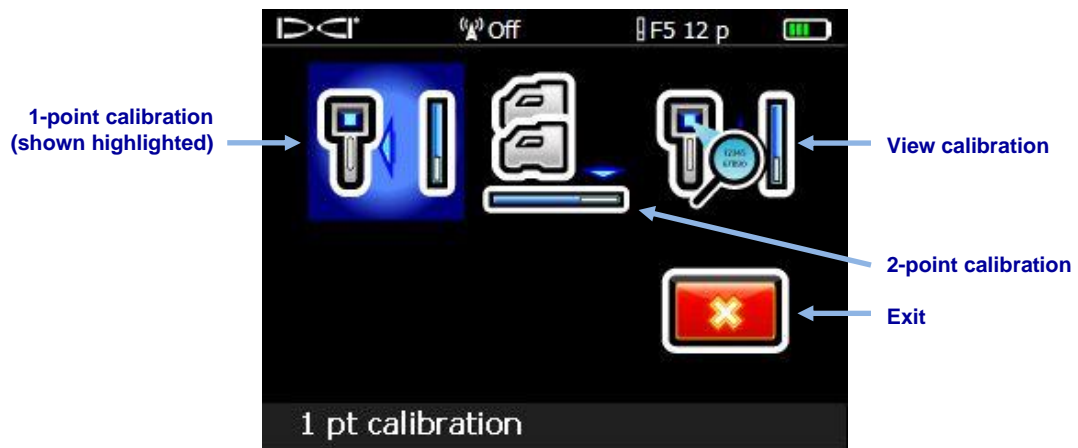 DCI
Off
F5 12 p
1-point calibration
(shown highlighted)
View calibration
2-point calibration
Exit
1 pt calibration